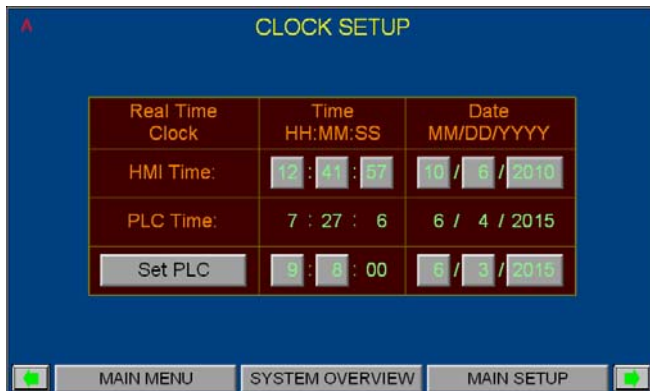 A
CLOCK SETUP
Real Time Clock Time HH:MM:SS Date MM/DD/YYYY
HMI Time: 12 : 41 : 57 10 / 6 / 2010
PLC Time: 7 : 27 : 6 6 / 4 / 2015
Set PLC 9 : 8 : 00 6 / 3 / 2015
MAIN MENU SYSTEM OVERVIEW MAIN SETUP